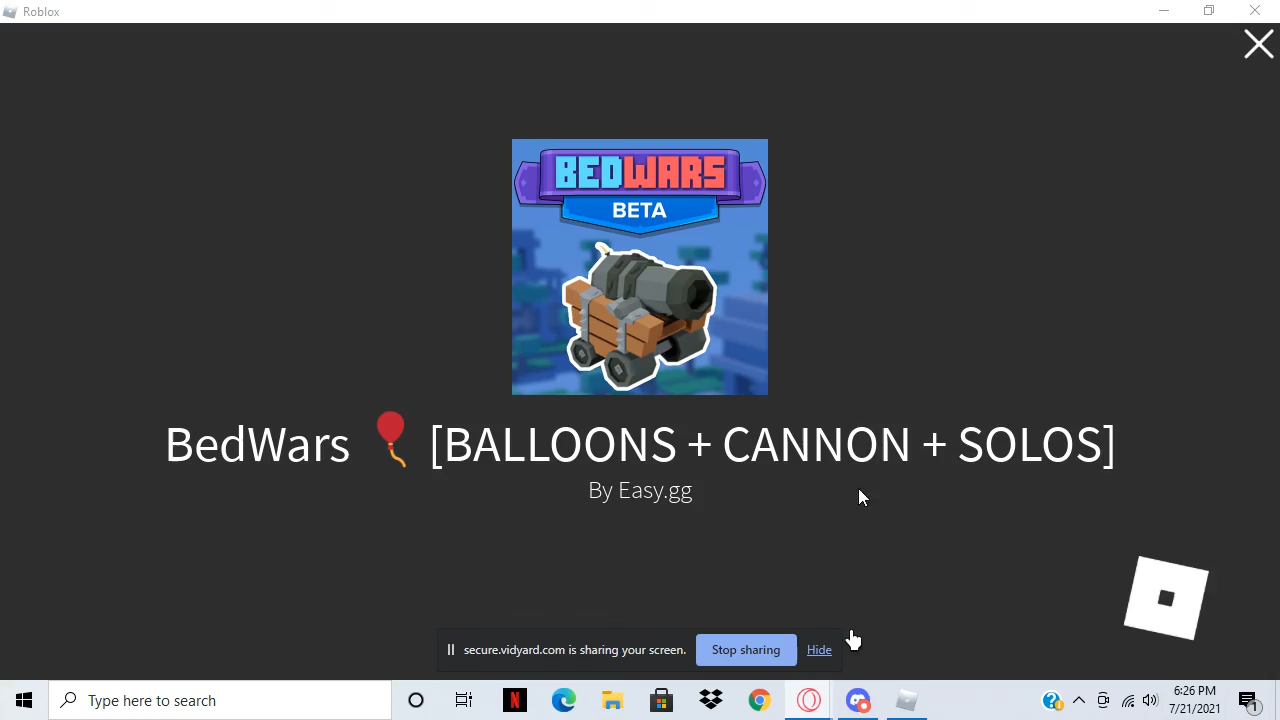 Roblox
BEDWARS
BETA
BedWars 🎈 [BALLOONS + CANNON + SOLOS]
By Easy.gg
secure.vidyard.com is sharing your screen. Stop sharing Hide
Type here to search
N
6:26 PM
7/21/2021
1